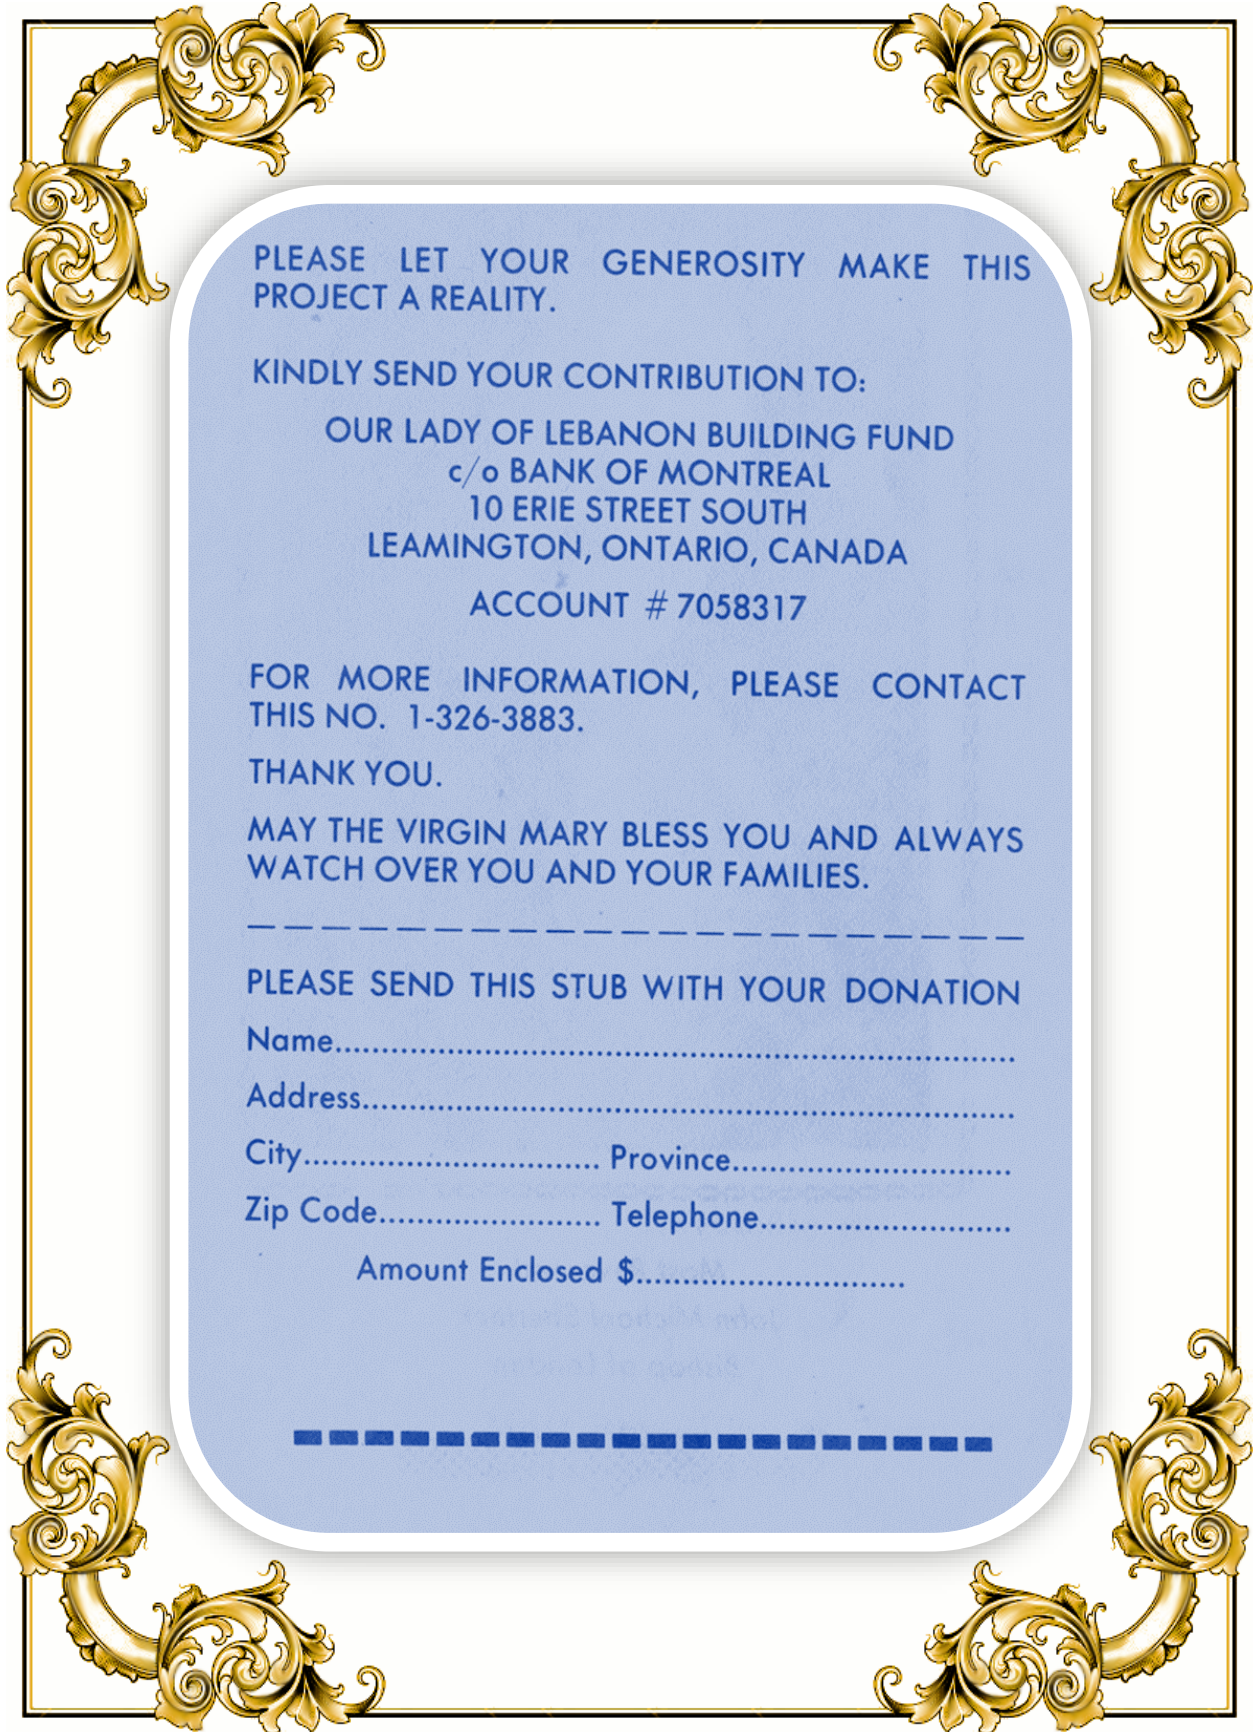 PLEASE LET YOUR GENEROSITY MAKE THIS
PROJECT A REALITY.
KINDLY SEND YOUR CONTRIBUTION TO:
OUR LADY OF LEBANON BUILDING FUND
c/o BANK OF MONTREAL
10 ERIE STREET SOUTH
LEAMINGTON, ONTARIO, CANADA
ACCOUNT # 7058317
FOR MORE INFORMATION, PLEASE CONTACT
THIS NO. 1-326-3883.
THANK YOU.
MAY THE VIRGIN MARY BLESS YOU AND ALWAYS
WATCH OVER YOU AND YOUR FAMILIES.
PLEASE SEND THIS STUB WITH YOUR DONATION
Name
Address
City Province
Zip Code Telephone
Amount Enclosed $